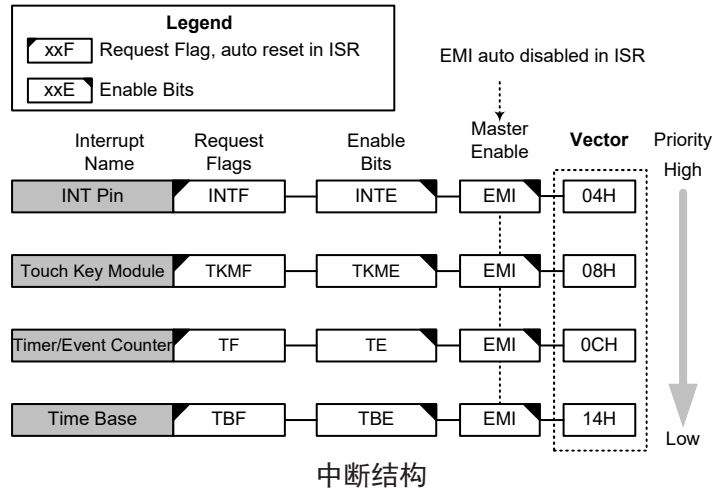 Legend
xxF Request Flag, auto reset in ISR
xxE Enable Bits
EMI auto disabled in ISR
Interrupt Name
Request Flags
Enable Bits
Master Enable
Vector
Priority
High
INT Pin INTF INTE EMI 04H
Touch Key Module TKMF TKME EMI 08H
Timer/Event Counter TF TE EMI 0CH
Time Base TBF TBE EMI 14H
Low
中断结构